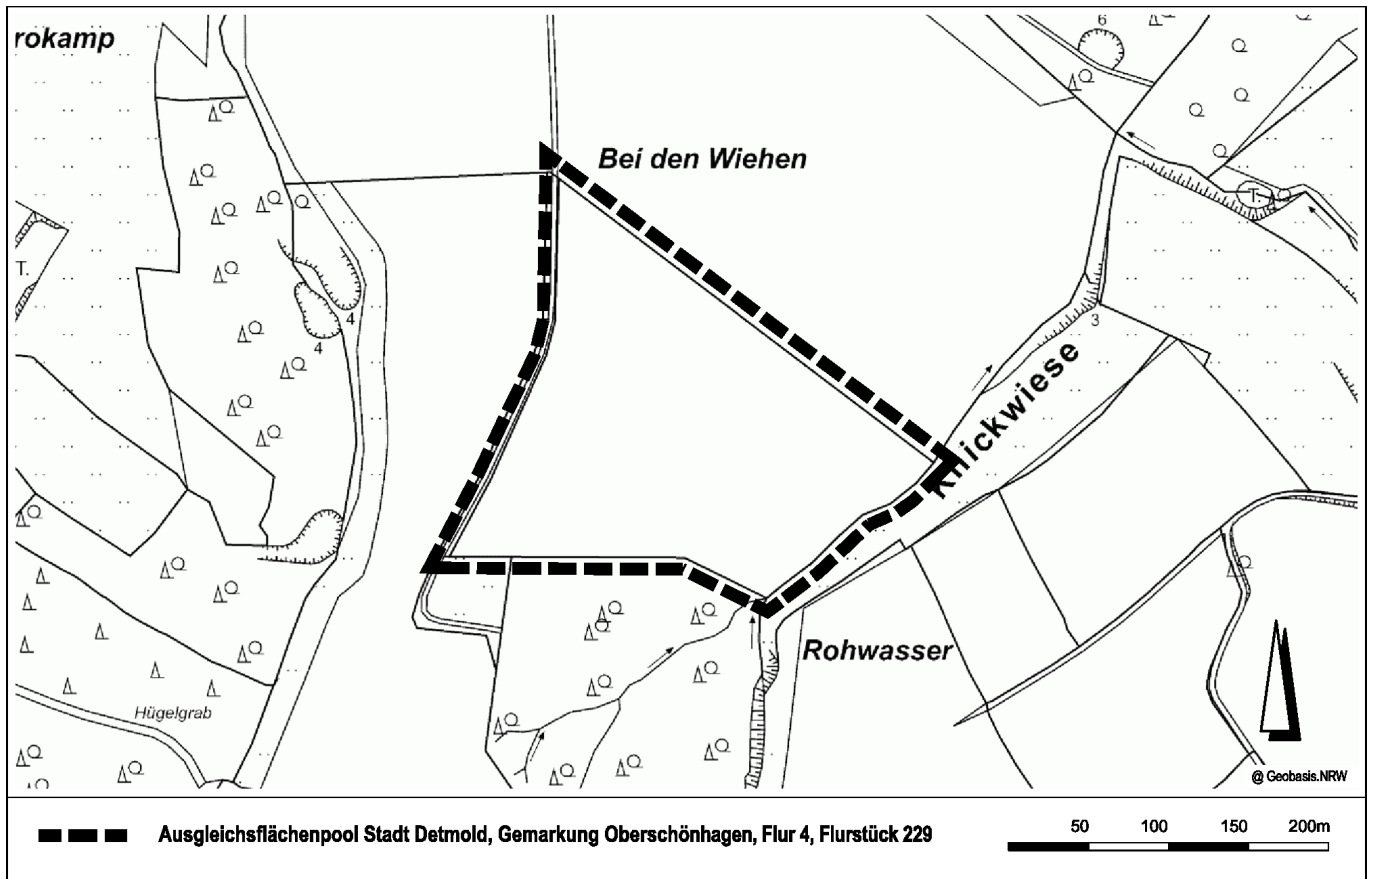 rokamp
6
Bei den Wiehen
T.
T.
4
4
3
Knickwiese
Rohwasser
Hügelgrab
@ Geobasis.NRW
Ausgleichsflächenpool Stadt Detmold, Gemarkung Oberschönhagen, Flur 4, Flurstück 229
50 100 150 200m